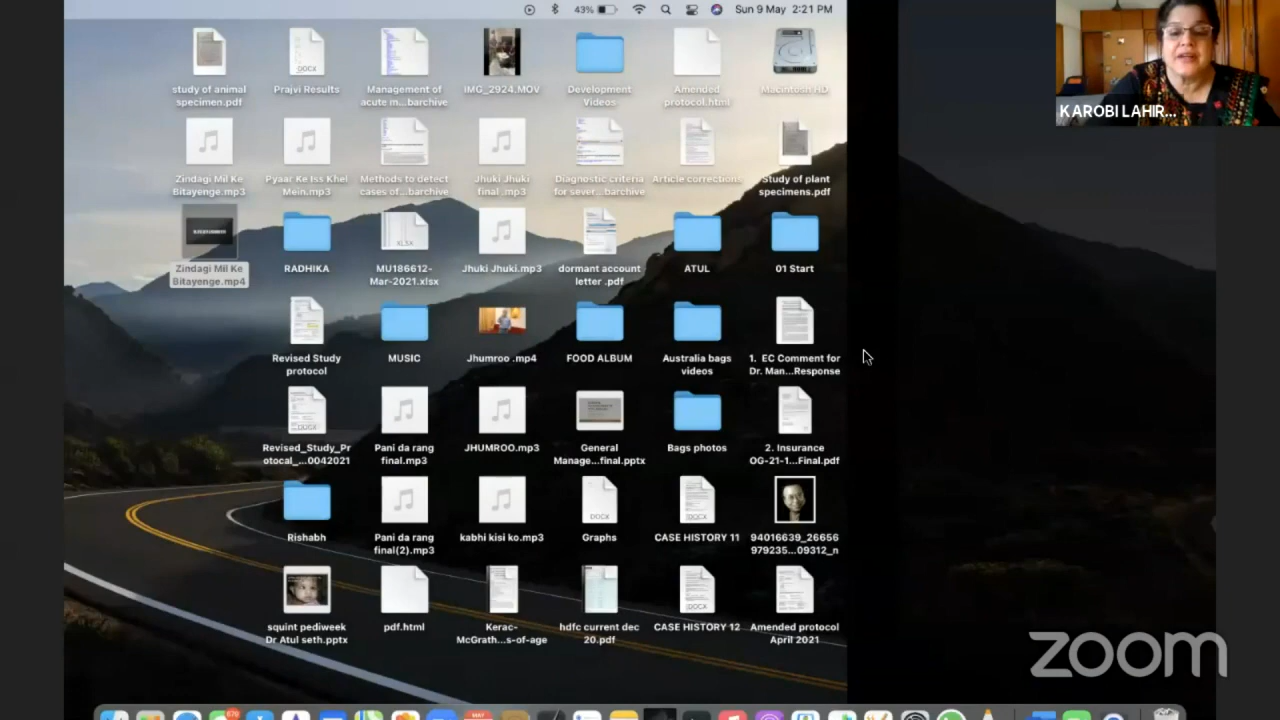 43%
Sun 9 May 2:21 PM
KAROBI LAHIR...
study of animal
specimen.pdf
Prajvi Results
Management of
acute m...barchive
IMG_2924.MOV
Development
Videos
Amended
protocol.html
Macintosh HD
Zindagi Mil Ke
Bitayenge.mp3
Pyaar Ke Iss Khel
Mein.mp3
Methods to detect
cases of...barchive
Jhuki Jhuki
final .mp3
Diagnostic criteria
for sever...barchive
Article corrections
Study of plant
specimens.pdf
Zindagi Mil Ke
Bitayenge.mp4
RADHIKA
XLSX
MU186612-
Mar-2021.xlsx
Jhuki Jhuki.mp3
dormant account
letter .pdf
ATUL
01 Start
Revised Study
protocol
MUSIC
Jhumroo .mp4
FOOD ALBUM
Australia bags
videos
1. EC Comment for
Dr. Man...Response
DOCX
Revised_Study_Pr
otocal_...0042021
Pani da rang
final.mp3
JHUMROO.mp3
General
Manage...final.pptx
Bags photos
2. Insurance
OG-21-1...Final.pdf
Rishabh
Pani da rang
final(2).mp3
kabhi kisi ko.mp3
DOCX
Graphs
DOCX
CASE HISTORY 11
94016639_26656
979235...09312_n
squint pediweek
Dr Atul seth.pptx
pdf.html
Kerac-
McGrath...s-of-age
hdfc current dec
20.pdf
DOCX
CASE HISTORY 12
Amended protocol
April 2021
zoom